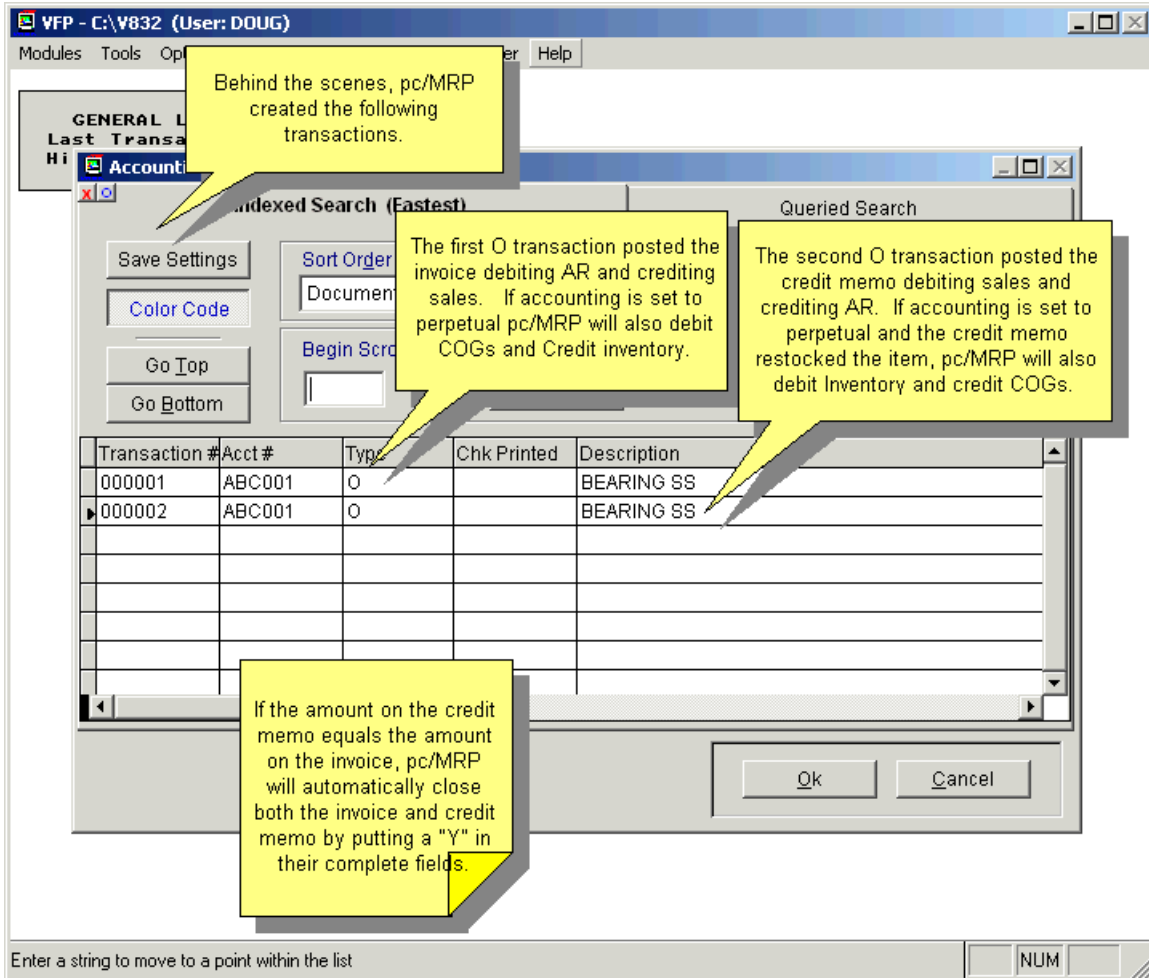 VFP - C:\V832 (User: DOUG)
Modules Tools Op er Help
Behind the scenes, pc/MRP
created the following
transactions.
GENERAL L
Last Transa
Hi
Accounti
x o
Indexed Search (Fastest)
Queried Search
Save Settings
Color Code
Go Top
Go Bottom
Sort Order
Document
Begin Scro
The first O transaction posted the
invoice debiting AR and crediting
sales. If accounting is set to
perpetual pc/MRP will also debit
COGs and Credit inventory.
The second O transaction posted the
credit memo debiting sales and
crediting AR. If accounting is set to
perpetual and the credit memo
restocked the item, pc/MRP will also
debit Inventory and credit COGs.
Transaction # Acct # Type Chk Printed Description
000001 ABC001 O BEARING SS
000002 ABC001 O BEARING SS
If the amount on the credit
memo equals the amount
on the invoice, pc/MRP
will automatically close
both the invoice and credit
memo by putting a "Y" in
their complete fields.
Ok Cancel
Enter a string to move to a point within the list
NUM